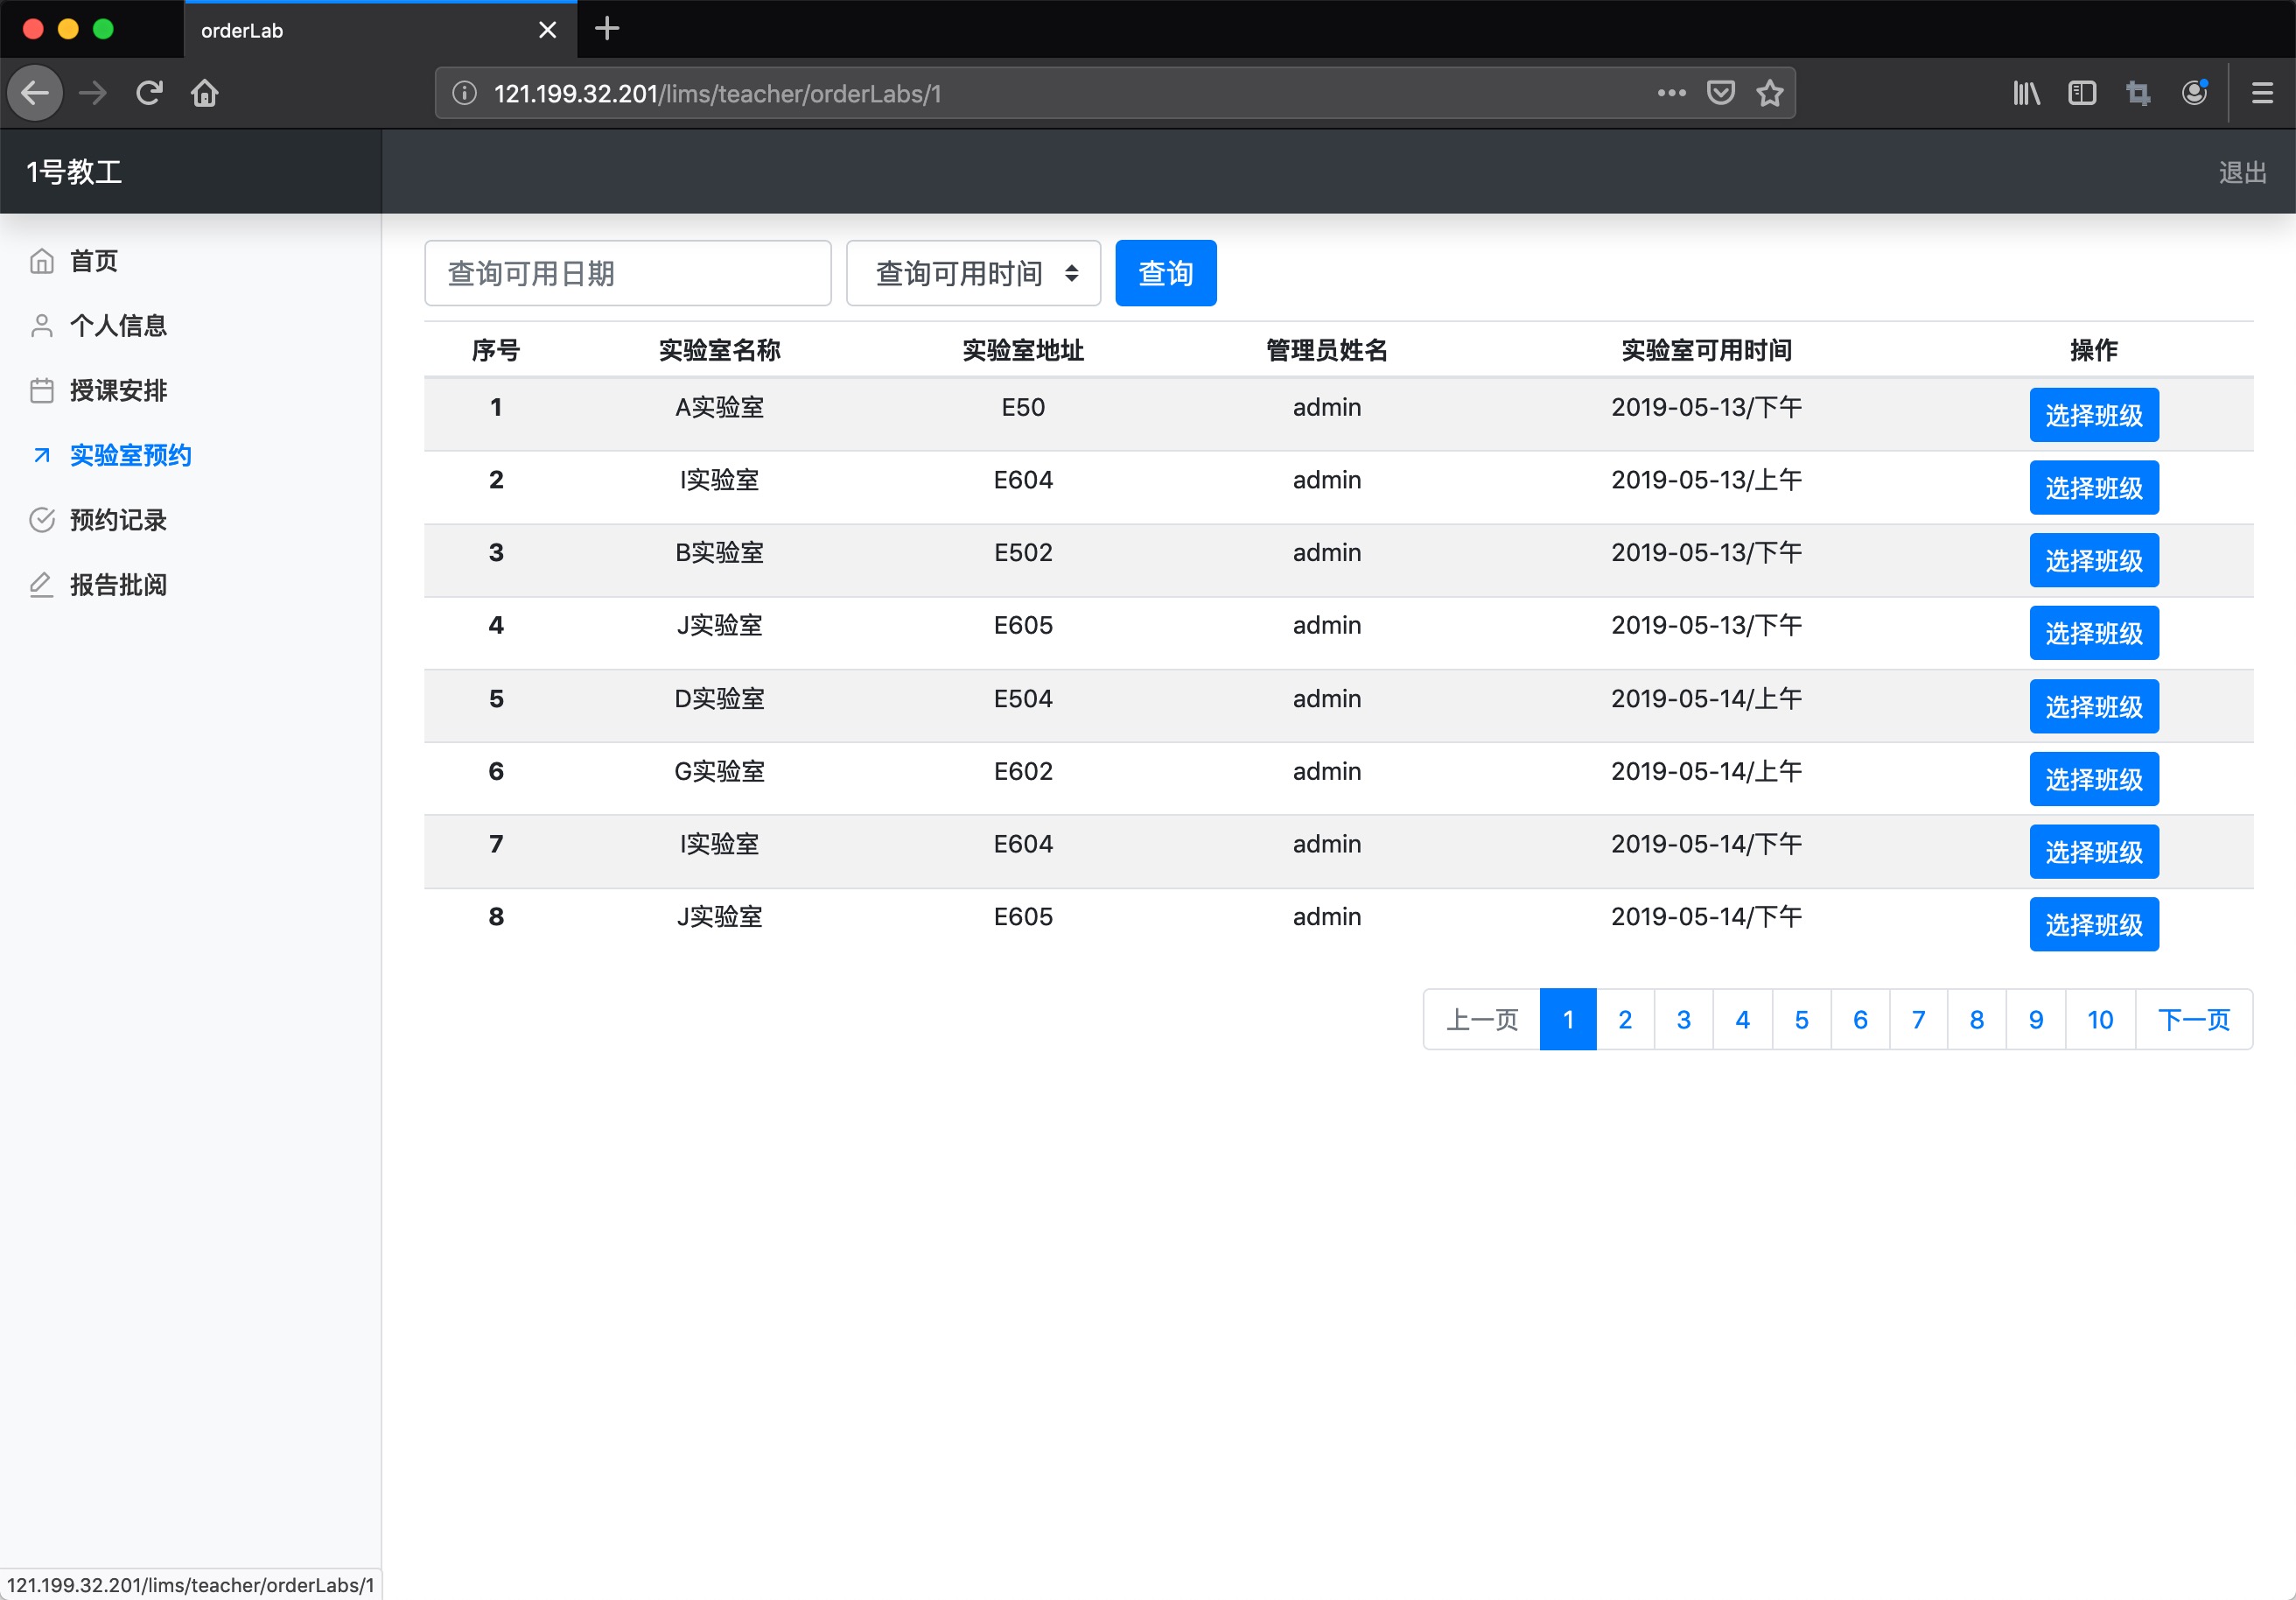 orderLab
121.199.32.201/lims/teacher/orderLabs/1
1号教工
退出
首页
个人信息
授课安排
实验室预约
预约记录
报告批阅
查询可用日期 查询可用时间 查询
序号 实验室名称 实验室地址 管理员姓名 实验室可用时间 操作
1 A实验室 E50 admin 2019-05-13/下午 选择班级
2 I实验室 E604 admin 2019-05-13/上午 选择班级
3 B实验室 E502 admin 2019-05-13/下午 选择班级
4 J实验室 E605 admin 2019-05-13/下午 选择班级
5 D实验室 E504 admin 2019-05-14/上午 选择班级
6 G实验室 E602 admin 2019-05-14/上午 选择班级
7 I实验室 E604 admin 2019-05-14/下午 选择班级
8 J实验室 E605 admin 2019-05-14/下午 选择班级
上一页 1 2 3 4 5 6 7 8 9 10 下一页
121.199.32.201/lims/teacher/orderLabs/1